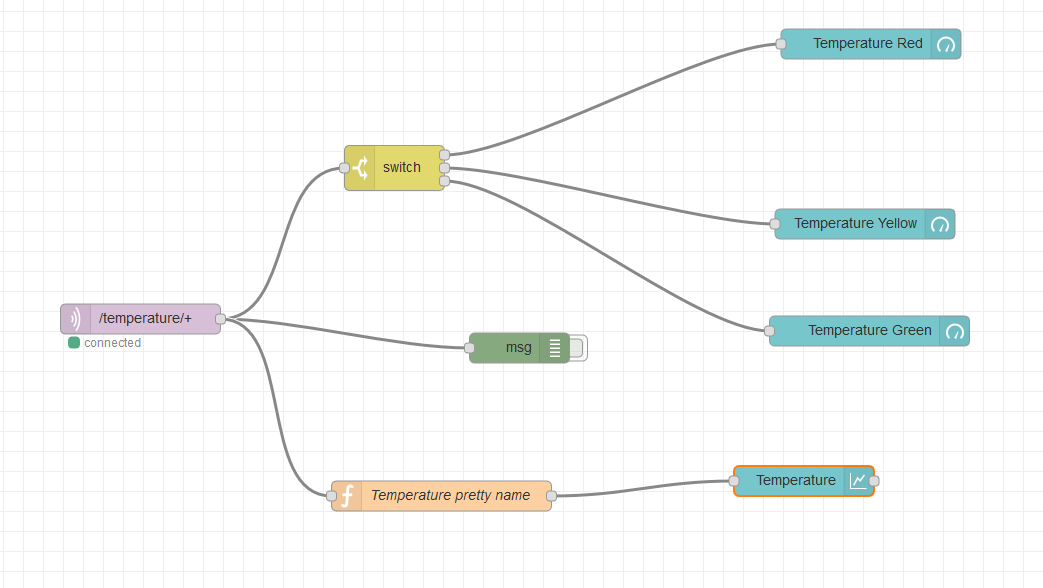 Temperature Red
switch
Temperature Yellow
/temperature/+
connected
Temperature Green
msg
Temperature
Temperature pretty name